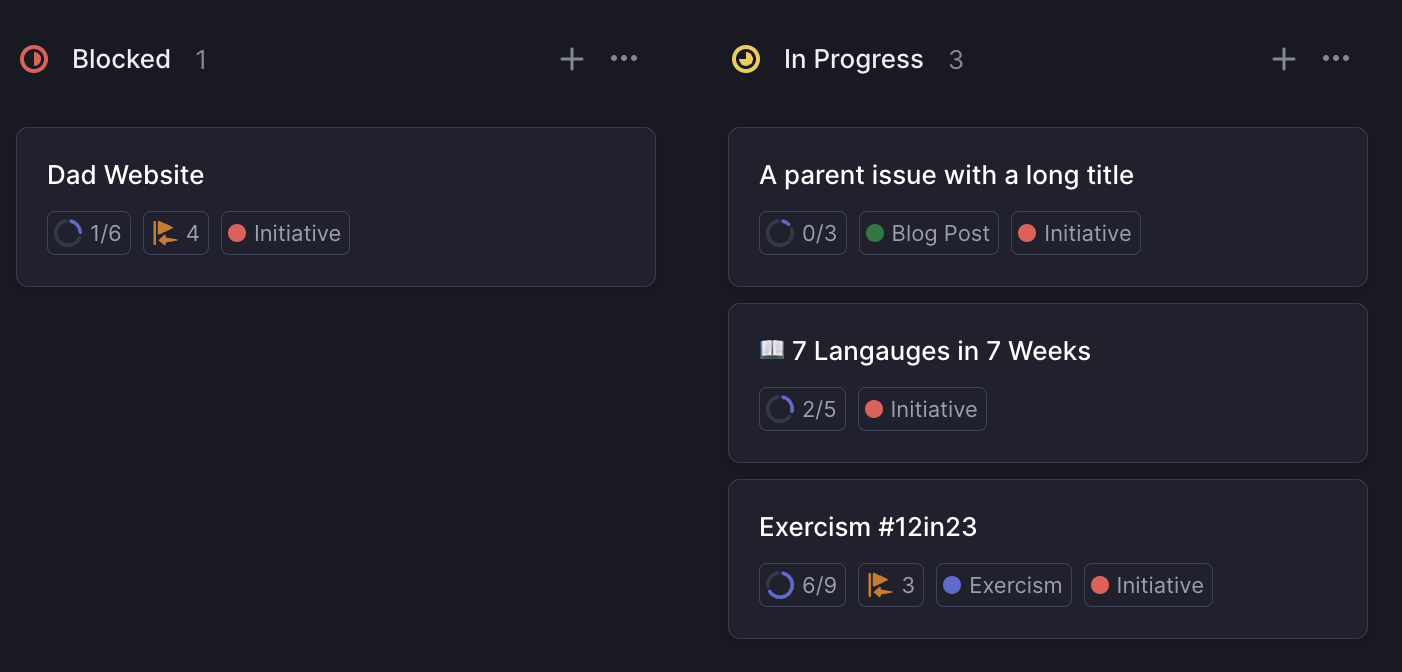 Blocked 1
Dad Website
1/6 4 Initiative
In Progress 3
A parent issue with a long title
0/3 Blog Post Initiative
📖 7 Langauges in 7 Weeks
2/5 Initiative
Exercism #12in23
6/9 3 Exercism Initiative